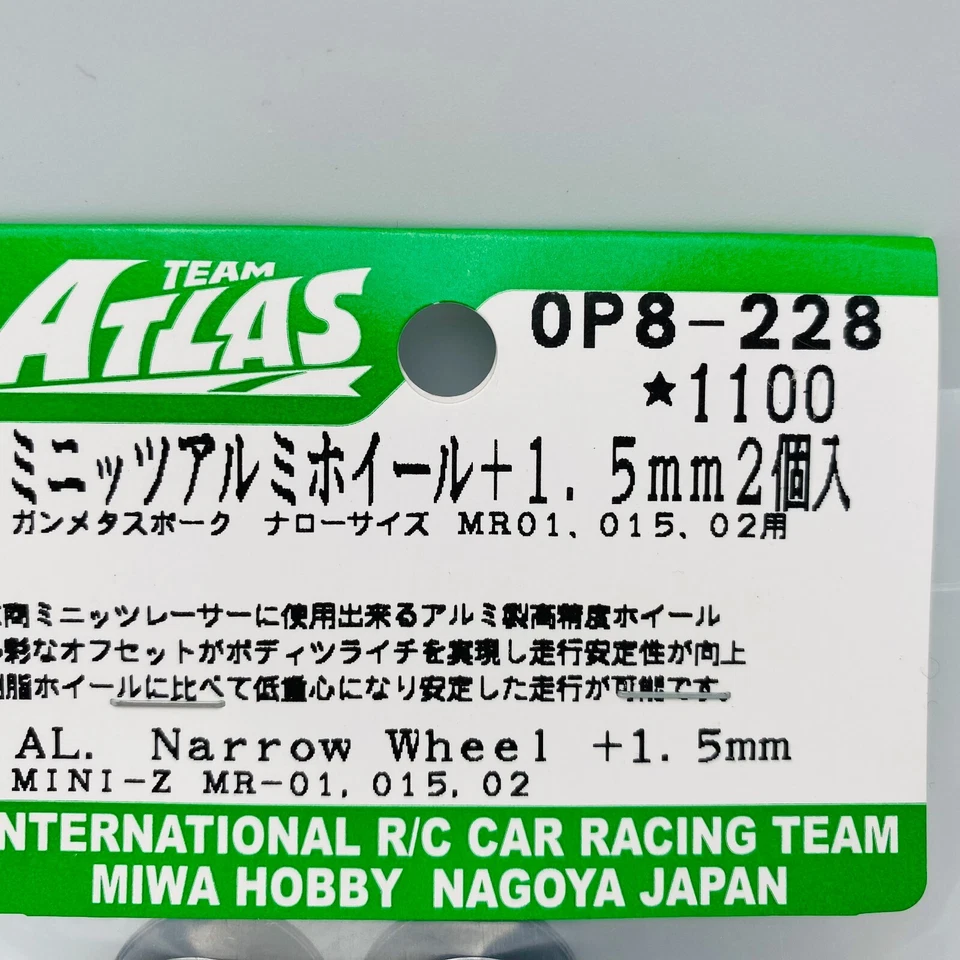 TEAM
ATLAS
OP8-228
★1100
ミニッツアルミホイール+1.5mm2個入
ガンメタスポーク ナローサイズ MR01,015,02用
商ミニッツレーサーに使用出来るアルミ製高精度ホイール
彩なオフセットがボディツライチを実現し走行安定性が向上
脂ホイールに比べて低重心になり安定した走行が可能です。
AL. Narrow Wheel +1.5mm
MINI-Z MR-01,015,02
INTERNATIONAL R/C CAR RACING TEAM
MIWA HOBBY NAGOYA JAPAN